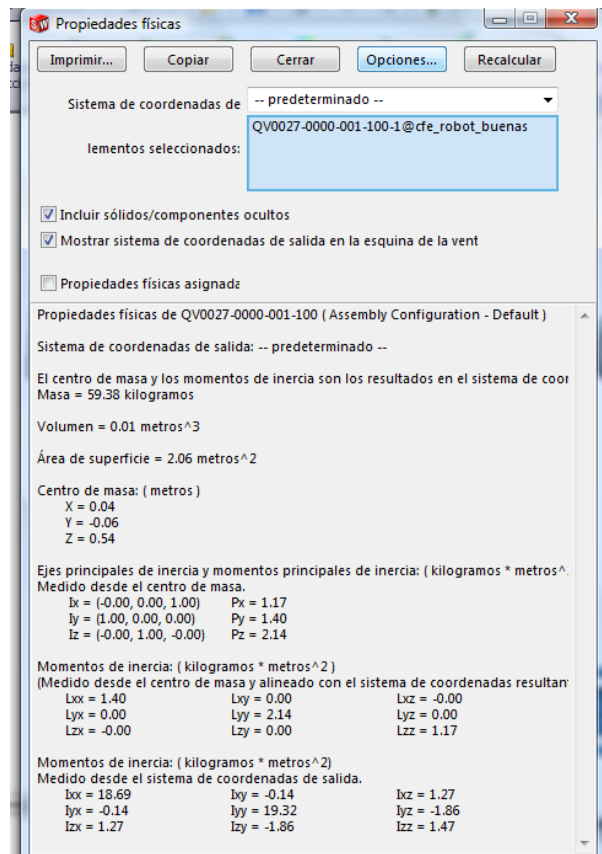 Propiedades físicas
Imprimir... Copiar Cerrar Opciones... Recalcular
Sistema de coordenadas de -- predeterminado --
QV0027-0000-001-100-1@cfe_robot_buenas
lementos seleccionados:
Incluir sólidos/componentes ocultos
Mostrar sistema de coordenadas de salida en la esquina de la vent
Propiedades físicas asignada
Propiedades físicas de QV0027-0000-001-100 ( Assembly Configuration - Default )
Sistema de coordenadas de salida: -- predeterminado --
El centro de masa y los momentos de inercia son los resultados en el sistema de coor
Masa = 59.38 kilogramos
Volumen = 0.01 metros^3
Área de superficie = 2.06 metros^2
Centro de masa: ( metros )
X = 0.04
Y = -0.06
Z = 0.54
Ejes principales de inercia y momentos principales de inercia: ( kilogramos * metros^
Medido desde el centro de masa.
Ix = (-0.00, 0.00, 1.00) Px = 1.17
Iy = (1.00, 0.00, 0.00) Py = 1.40
Iz = (-0.00, 1.00, -0.00) Pz = 2.14
Momentos de inercia: ( kilogramos * metros^2 )
(Medido desde el centro de masa y alineado con el sistema de coordenadas resultan
Lxx = 1.40 Lxy = 0.00 Lxz = -0.00
Lyx = 0.00 Lyy = 2.14 Lyz = 0.00
Lzx = -0.00 Lzy = 0.00 Lzz = 1.17
Momentos de inercia: ( kilogramos * metros^2)
Medido desde el sistema de coordenadas de salida.
Ixx = 18.69 Ixy = -0.14 Ixz = 1.27
Iyx = -0.14 Iyy = 19.32 Iyz = -1.86
Izx = 1.27 Izy = -1.86 Izz = 1.47